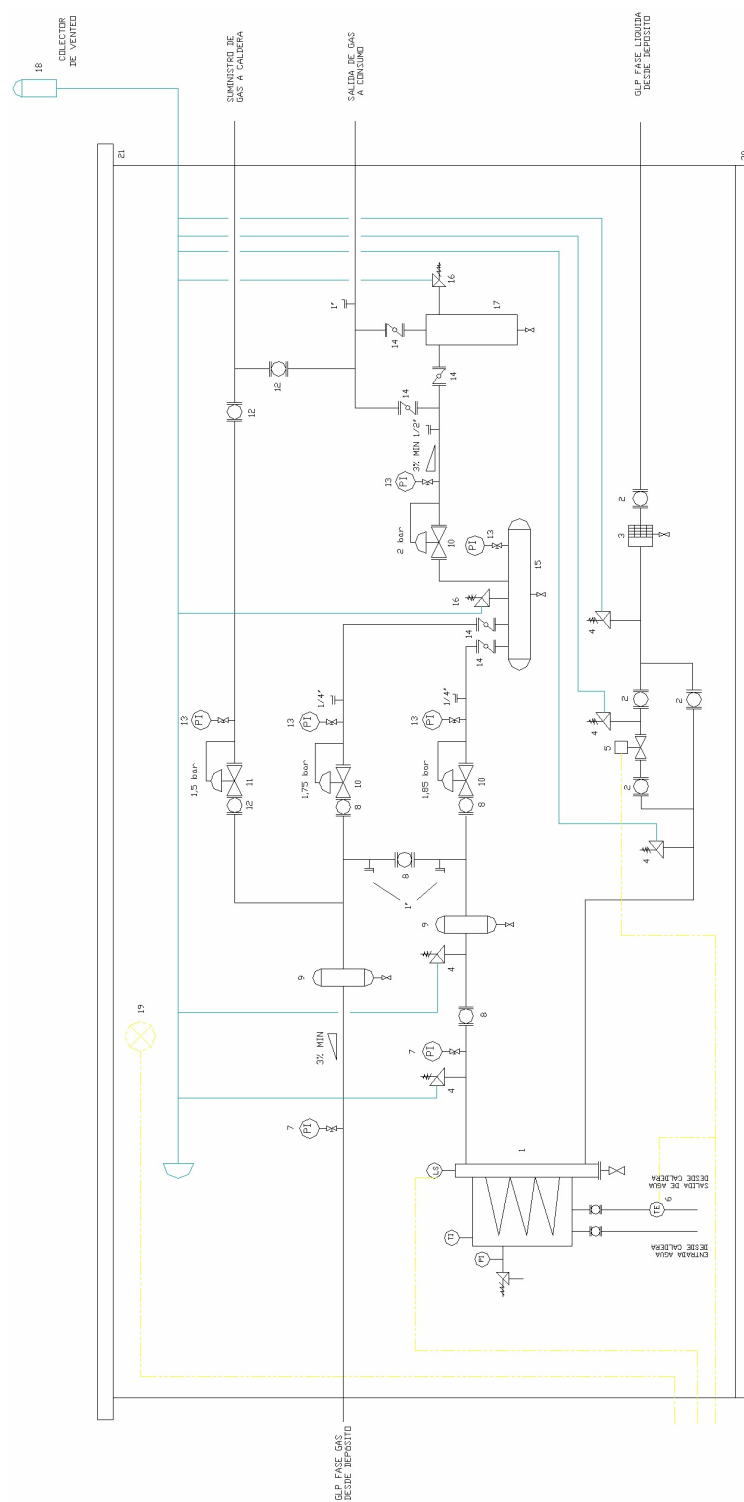 COLECTOR
DE VENTEO
18
SUMINISTRO DE
GAS A CALDERA
SALIDA DE GAS
A CONSUMO
GLP FASE LIQUIDA
DESDE DEPOSITO
21
20
1"
16
17
14
12
12
14
14
3% MIN
1/2"
13
PI
2 bar
10
PI
13
2
3
15
16
4
14
14
1/4"
1/4"
13
PI
13
PI
13
PI
2
2
4
5
1,5 bar
11
1,75 bar
10
1,85 bar
10
12
8
8
2
4
8
1"
9
9
4
8
19
3% MIN
7
PI
4
7
PI
1
LS
TI
PI
TE
6
SALIDA DE AGUA
DESDE CALDERA
ENTRADA AGUA
DESDE CALDERA
GLP FASE GAS
DESDE DEPOSITO